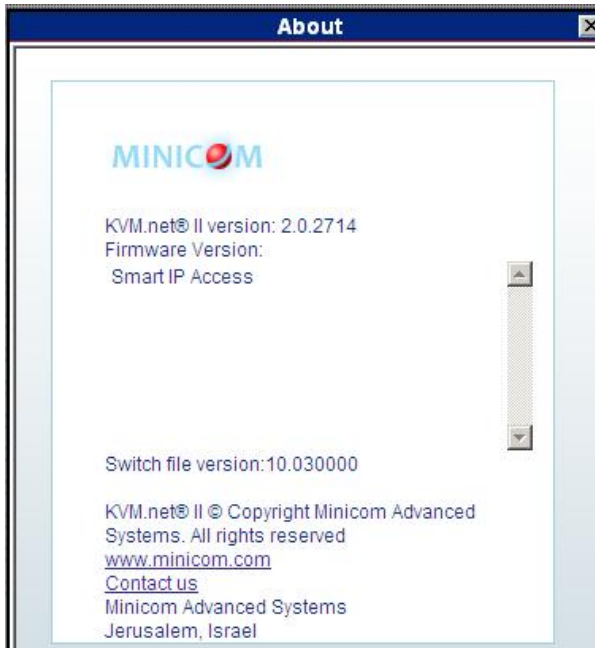 About
MINICOM
KVM.net® II version: 2.0.2714
Firmware Version:
Smart IP Access
Switch file version:10.030000
KVM.net® II © Copyright Minicom Advanced
Systems. All rights reserved
www.minicom.com
Contact us
Minicom Advanced Systems
Jerusalem, Israel